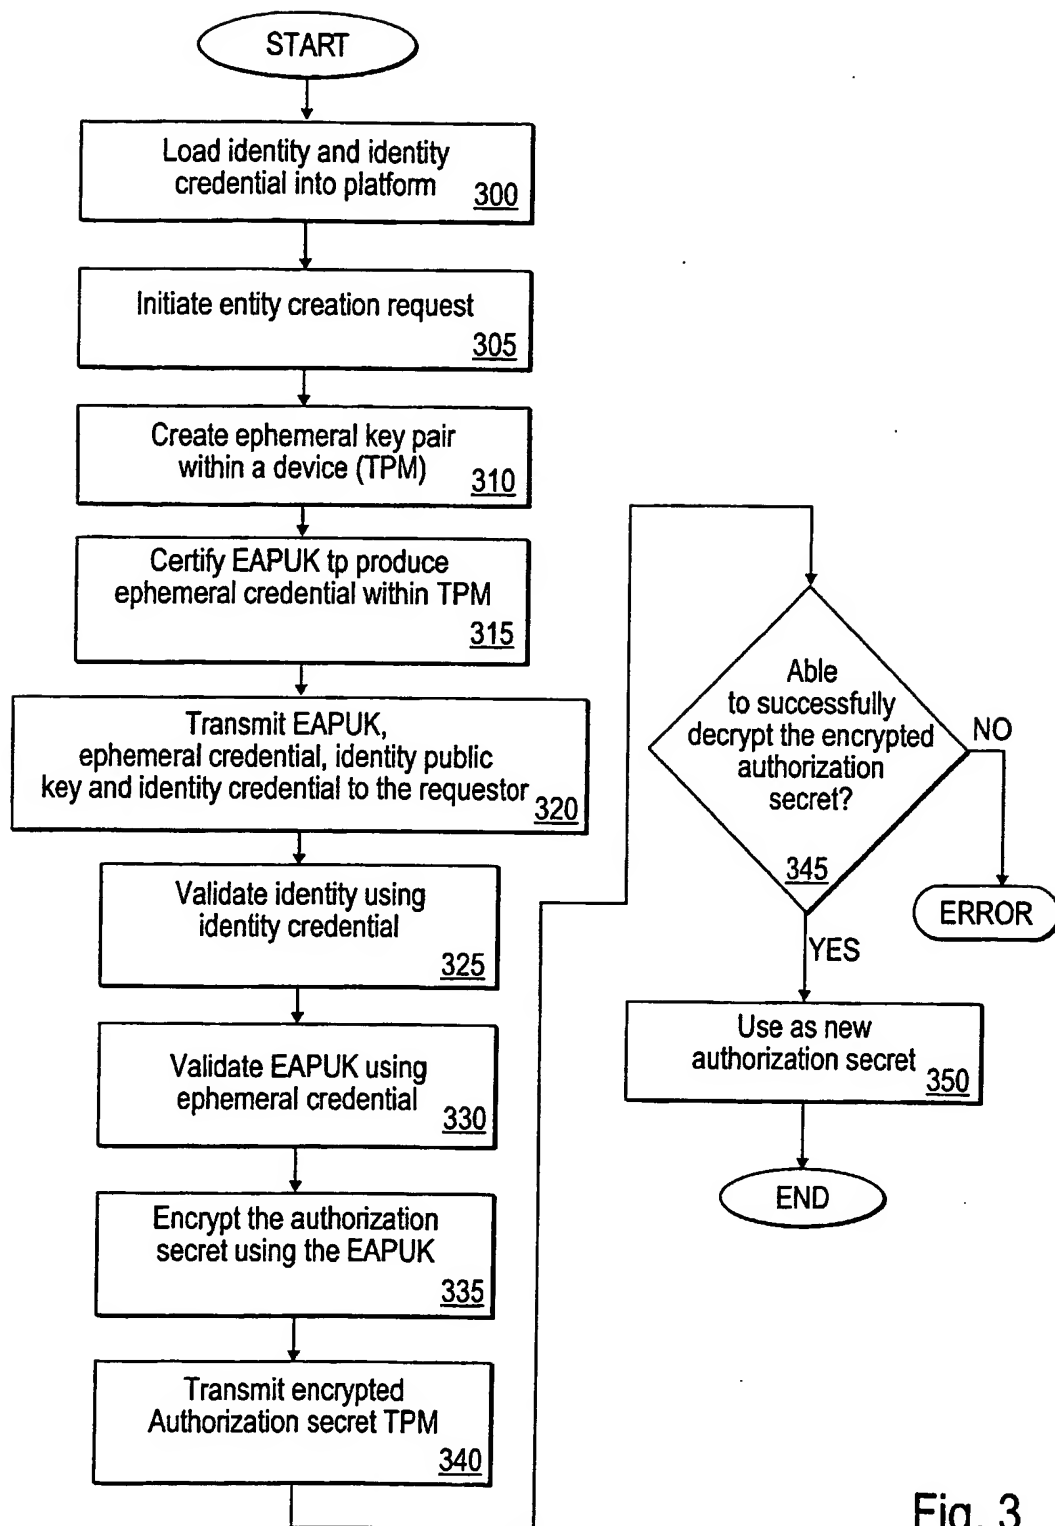 START
Load identity and identity
credential into platform
300
Initiate entity creation request
305
Create ephemeral key pair
within a device (TPM)
310
Certify EAPUK tp produce
ephemeral credential within TPM
315
Transmit EAPUK,
ephemeral credential, identity public
key and identity credential to the requestor
320
Validate identity using
identity credential
325
Validate EAPUK using
ephemeral credential
330
Encrypt the authorization
secret using the EAPUK
335
Transmit encrypted
Authorization secret TPM
340
Able
to successfully
decrypt the encrypted
authorization
secret?
345
NO
ERROR
YES
Use as new
authorization secret
350
END
Fig. 3